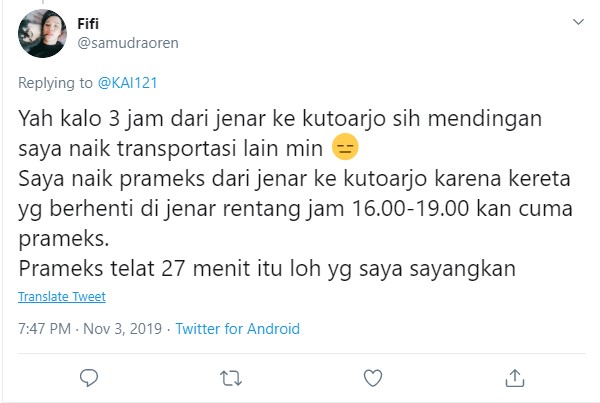 Fifi
@samudraoren
Replying to @KAI121
Yah kalo 3 jam dari jenar ke kutoarjo sih mendingan
saya naik transportasi lain min 😑
Saya naik prameks dari jenar ke kutoarjo karena kereta
yg berhenti di jenar rentang jam 16.00-19.00 kan cuma
prameks.
Prameks telat 27 menit itu loh yg saya sayangkan
Translate Tweet
7:47 PM · Nov 3, 2019 · Twitter for Android